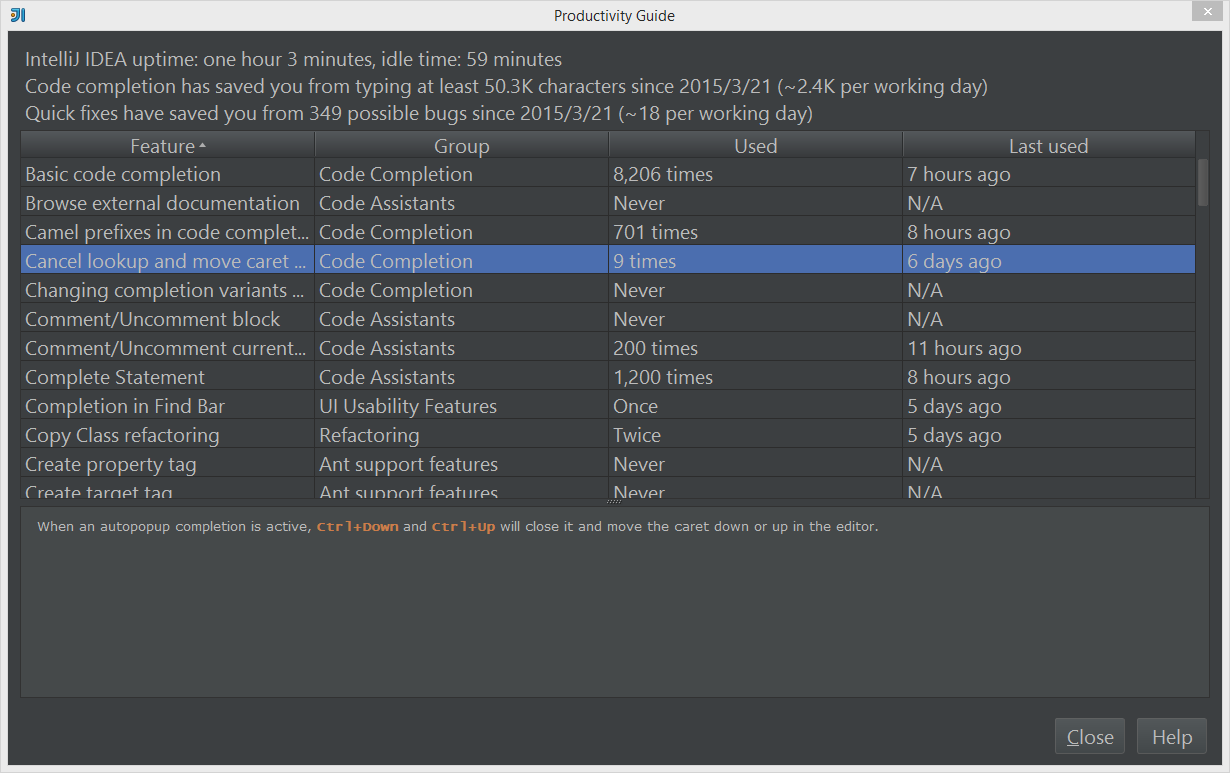 JI
Productivity Guide
IntelliJ IDEA uptime: one hour 3 minutes, idle time: 59 minutes
Code completion has saved you from typing at least 50.3K characters since 2015/3/21 (~2.4K per working day)
Quick fixes have saved you from 349 possible bugs since 2015/3/21 (~18 per working day)
Feature Group Used Last used
Basic code completion Code Completion 8,206 times 7 hours ago
Browse external documentation Code Assistants Never N/A
Camel prefixes in code complet... Code Completion 701 times 8 hours ago
Cancel lookup and move caret ... Code Completion 9 times 6 days ago
Changing completion variants ... Code Completion Never N/A
Comment/Uncomment block Code Assistants Never N/A
Comment/Uncomment current... Code Assistants 200 times 11 hours ago
Complete Statement Code Assistants 1,200 times 8 hours ago
Completion in Find Bar UI Usability Features Once 5 days ago
Copy Class refactoring Refactoring Twice 5 days ago
Create property tag Ant support features Never N/A
Create target tag Ant support features Never N/A
When an autopopup completion is active, Ctrl+Down and Ctrl+Up will close it and move the caret down or up in the editor.
Close Help